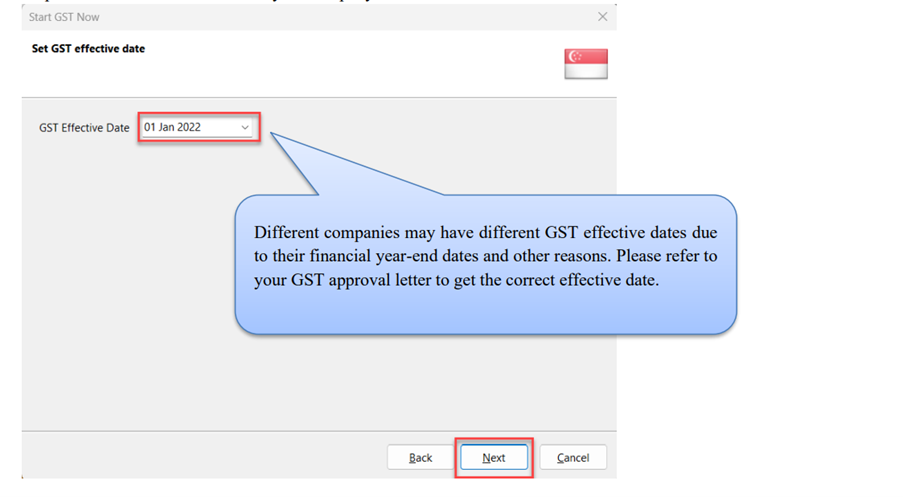 Start GST Now
Set GST effective date
GST Effective Date 01 Jan 2022
Different companies may have different GST effective dates due
to their financial year-end dates and other reasons. Please refer to
your GST approval letter to get the correct effective date.
Back Next Cancel